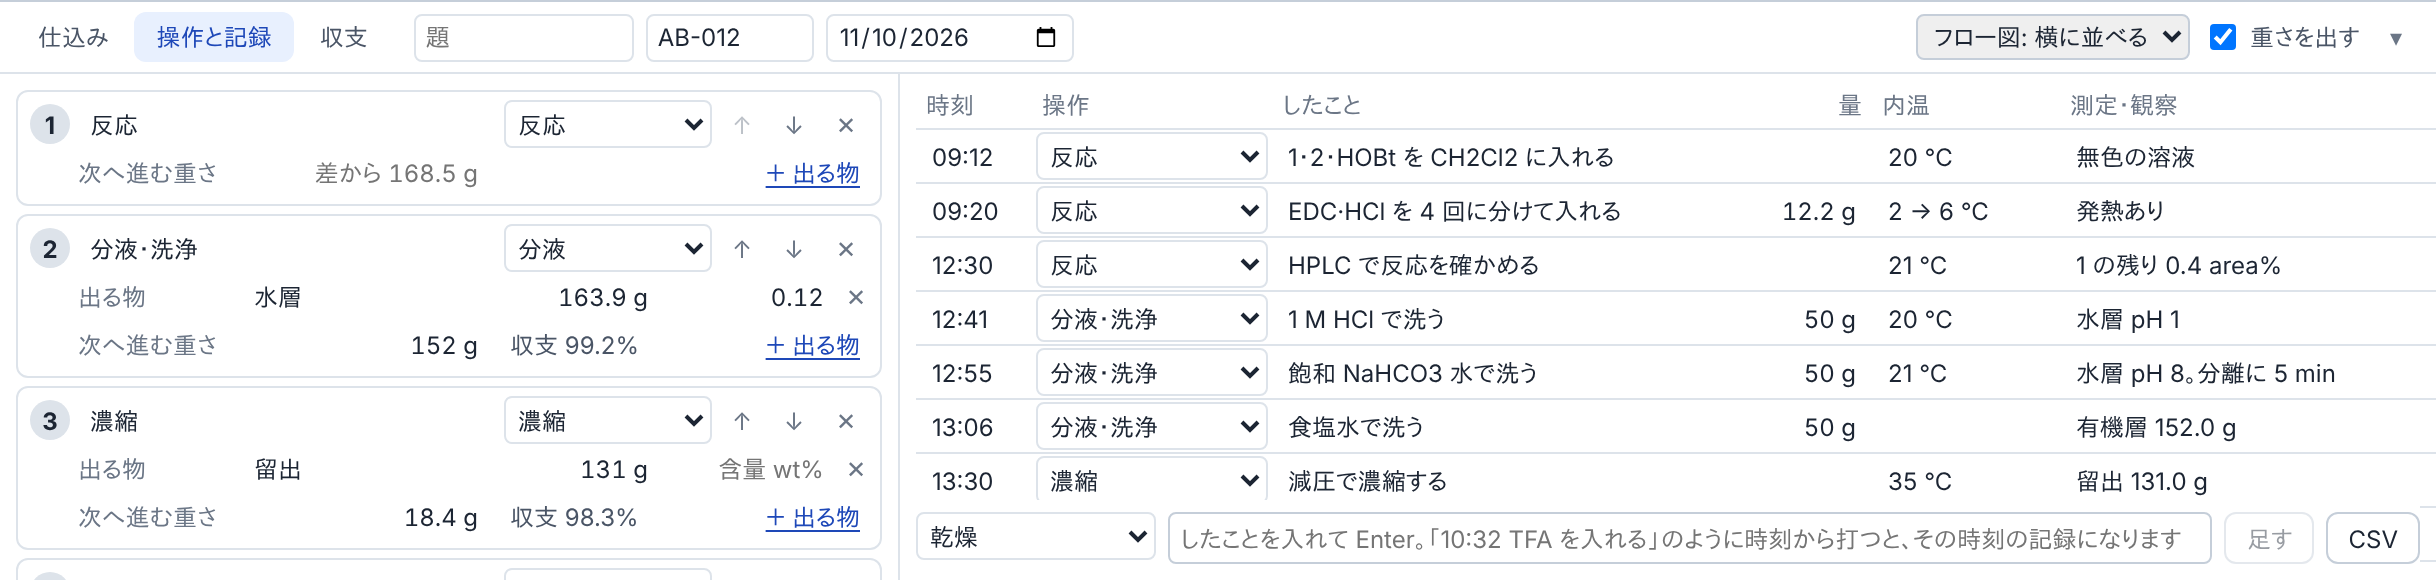 仕込み 操作と記録 収支 題 AB-012 11/10/2026 フロー図: 横に並べる 重さを出す ▼
1 反応 反応 ↑ ↓ ×
次へ進む重さ 差から 168.5 g + 出る物
2 分液・洗浄 分液 ↑ ↓ ×
出る物 水層 163.9 g 0.12 ×
次へ進む重さ 152 g 収支 99.2% + 出る物
3 濃縮 濃縮 ↑ ↓ ×
出る物 留出 131 g 含量 wt% ×
次へ進む重さ 18.4 g 収支 98.3% + 出る物
時刻 操作 したこと 量 内温 測定・観察
09:12 反応 1・2・HOBt を CH2Cl2 に入れる 20 °C 無色の溶液
09:20 反応 EDC·HCl を 4 回に分けて入れる 12.2 g 2 → 6 °C 発熱あり
12:30 反応 HPLC で反応を確かめる 21 °C 1 の残り 0.4 area%
12:41 分液・洗浄 1 M HCl で洗う 50 g 20 °C 水層 pH 1
12:55 分液・洗浄 飽和 NaHCO3 水で洗う 50 g 21 °C 水層 pH 8。分離に 5 min
13:06 分液・洗浄 食塩水で洗う 50 g 有機層 152.0 g
13:30 濃縮 減圧で濃縮する 35 °C 留出 131.0 g
乾燥 したことを入れて Enter。「10:32 TFA を入れる」のように時刻から打つと、その時刻の記録になります 足す CSV